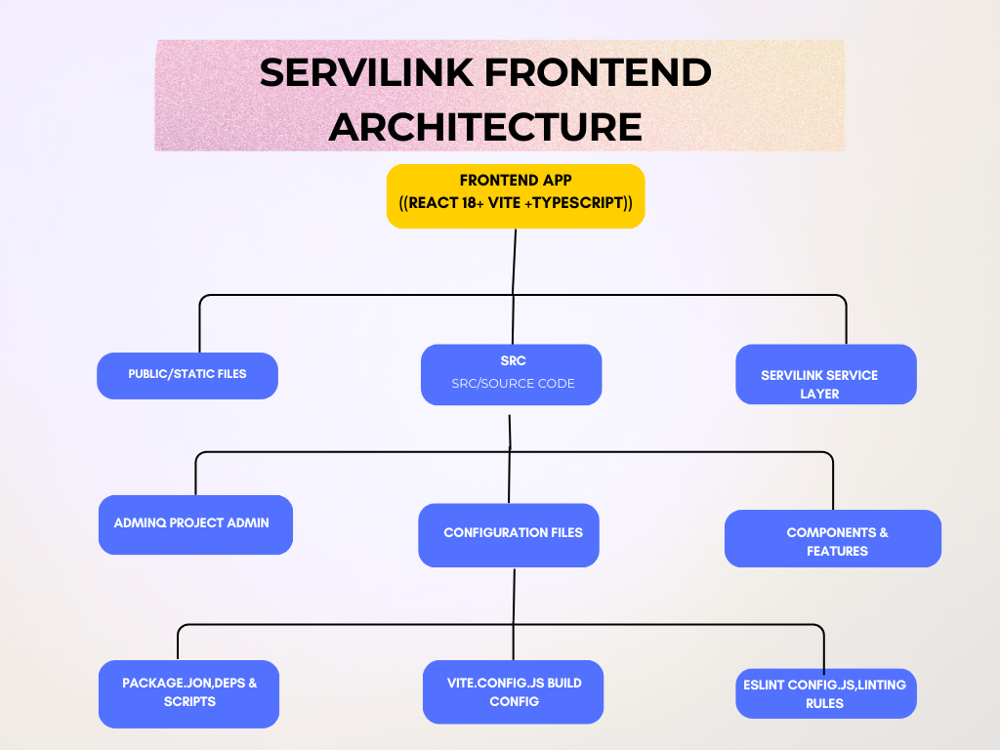 SERVILINK FRONTEND
ARCHITECTURE
FRONTEND APP
((REACT 18+ VITE +TYPESCRIPT))
PUBLIC/STATIC FILES
SRC
SRC/SOURCE CODE
SERVILINK SERVICE
LAYER
ADMINQ PROJECT ADMIN
CONFIGURATION FILES
COMPONENTS &
FEATURES
PACKAGE.JON,DEPS &
SCRIPTS
VITE.CONFIG.JS BUILD
CONFIG
ESLINT CONFIG.JS,LINTING
RULES